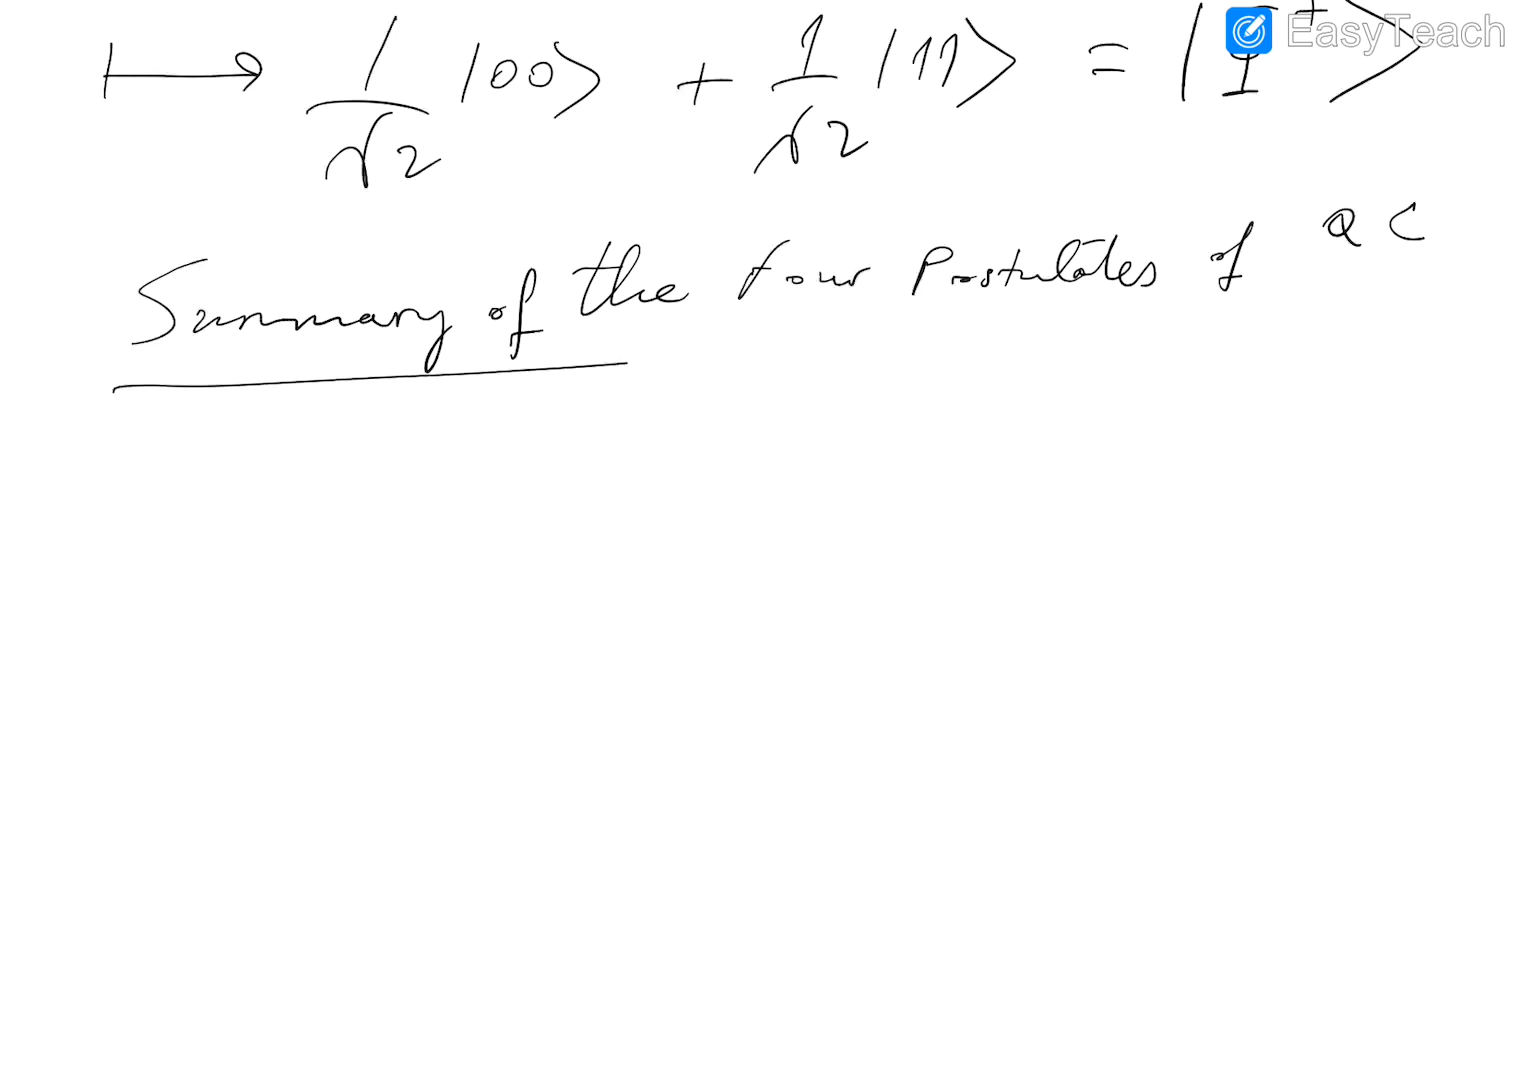 ⟼ 1/√2 |00⟩ + 1/√2 |11⟩ = |Φ⁺⟩
EasyTeach
Summary of the four Postulates of QC